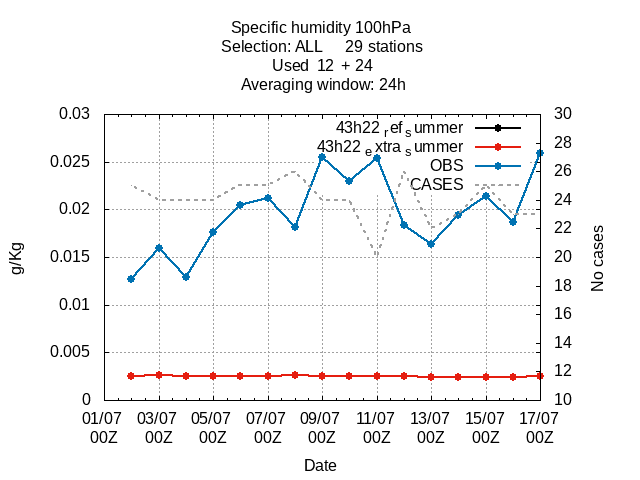 Specific humidity 100hPa
Selection: ALL 29 stations
Used 12 + 24
Averaging window: 24h
43h22 ref summer
43h22 extra summer
OBS
CASES
0.03
0.025
0.02
0.015
0.01
0.005
0
30
28
26
24
22
20
18
16
14
12
10
g/Kg
No cases
01/07 03/07 05/07 07/07 09/07 11/07 13/07 15/07 17/07
00Z 00Z 00Z 00Z 00Z 00Z 00Z 00Z 00Z
Date